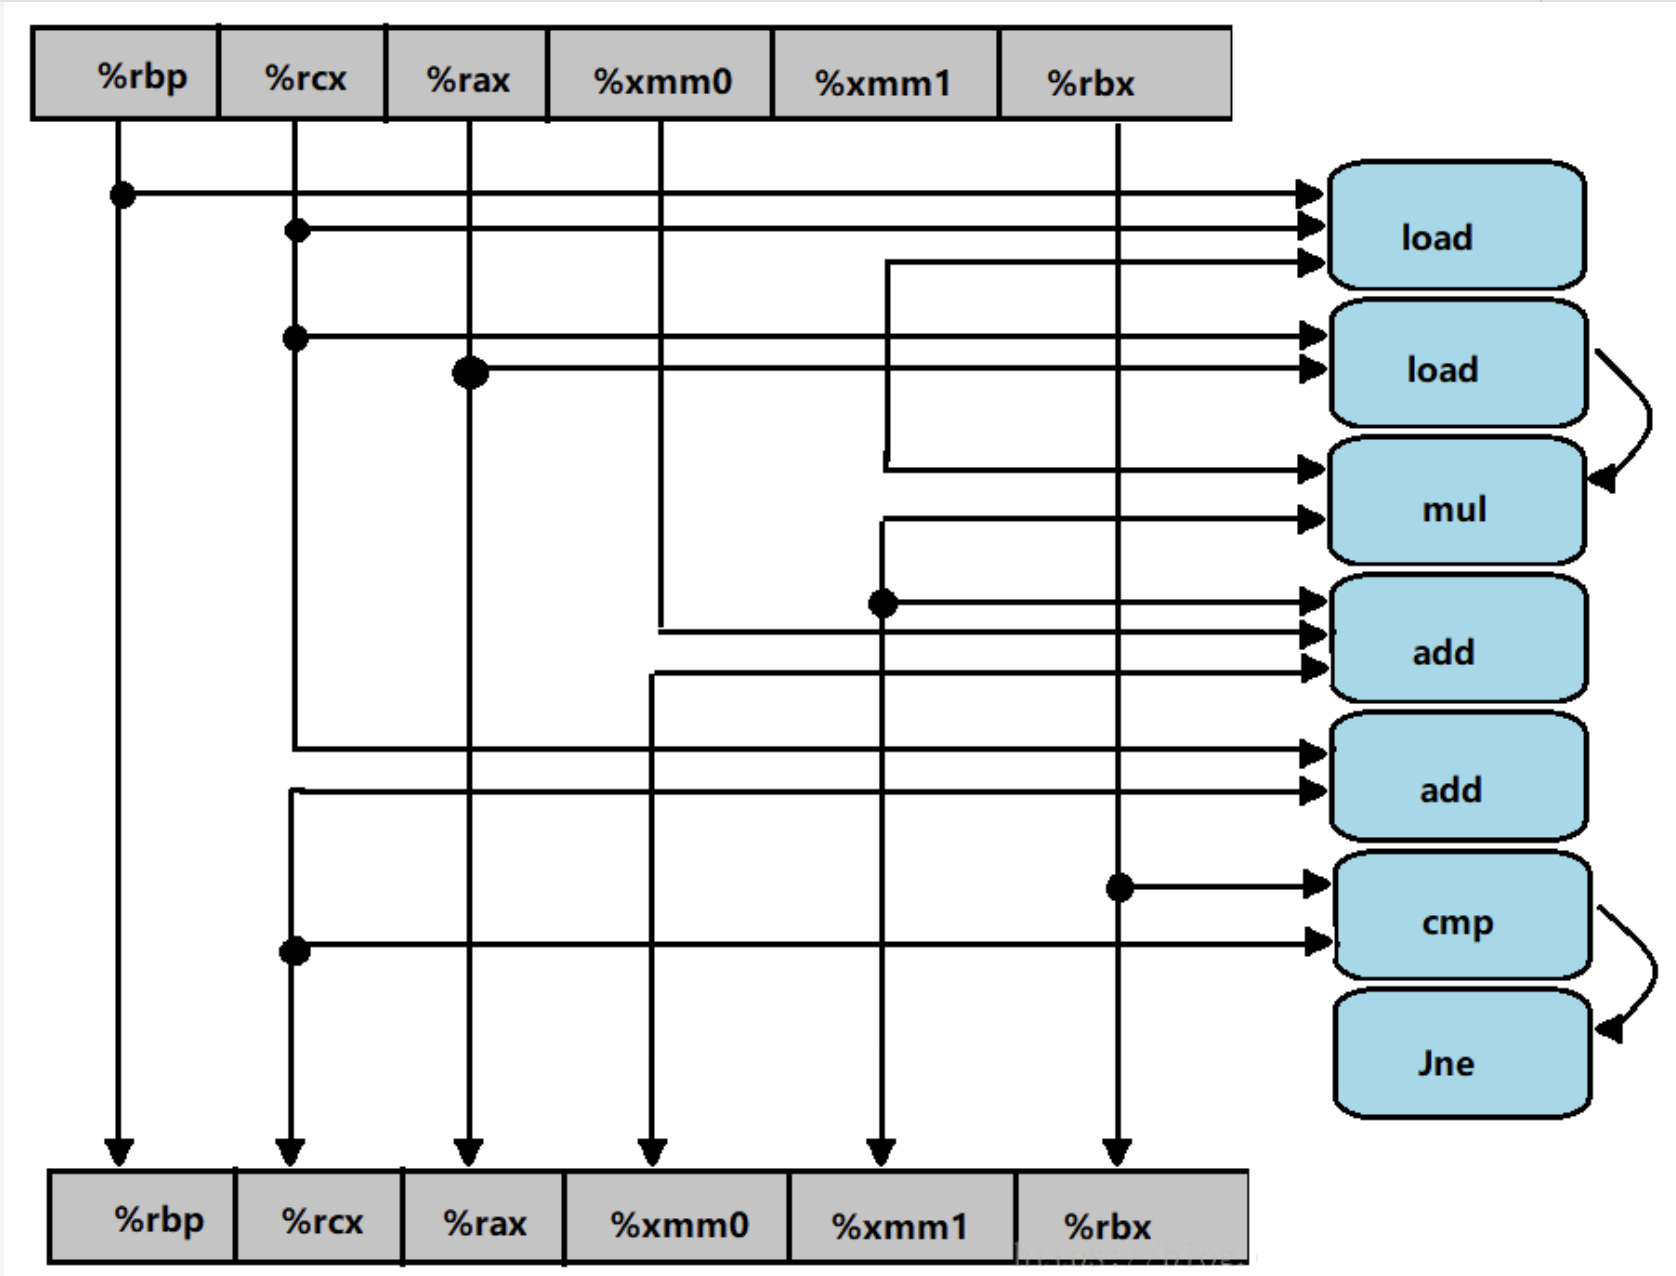 %rbp %rcx %rax %xmm0 %xmm1 %rbx
load
load
mul
add
add
cmp
Jne
%rbp %rcx %rax %xmm0 %xmm1 %rbx